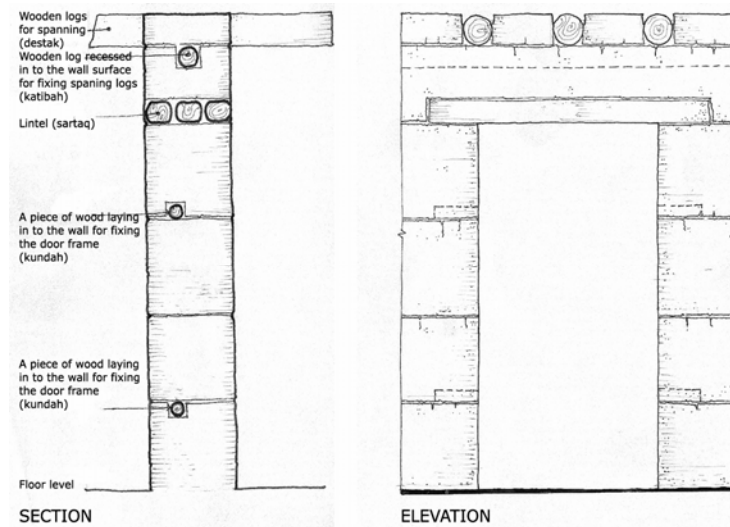 Wooden logs
for spanning
(destak)
Wooden log recessed
in to the wall surface
for fixing spaning logs
(katibah)
Lintel (sartaq)
A piece of wood laying
in to the wall for fixing
the door frame
(kundah)
A piece of wood laying
in to the wall for fixing
the door frame
(kundah)
Floor level
SECTION
ELEVATION